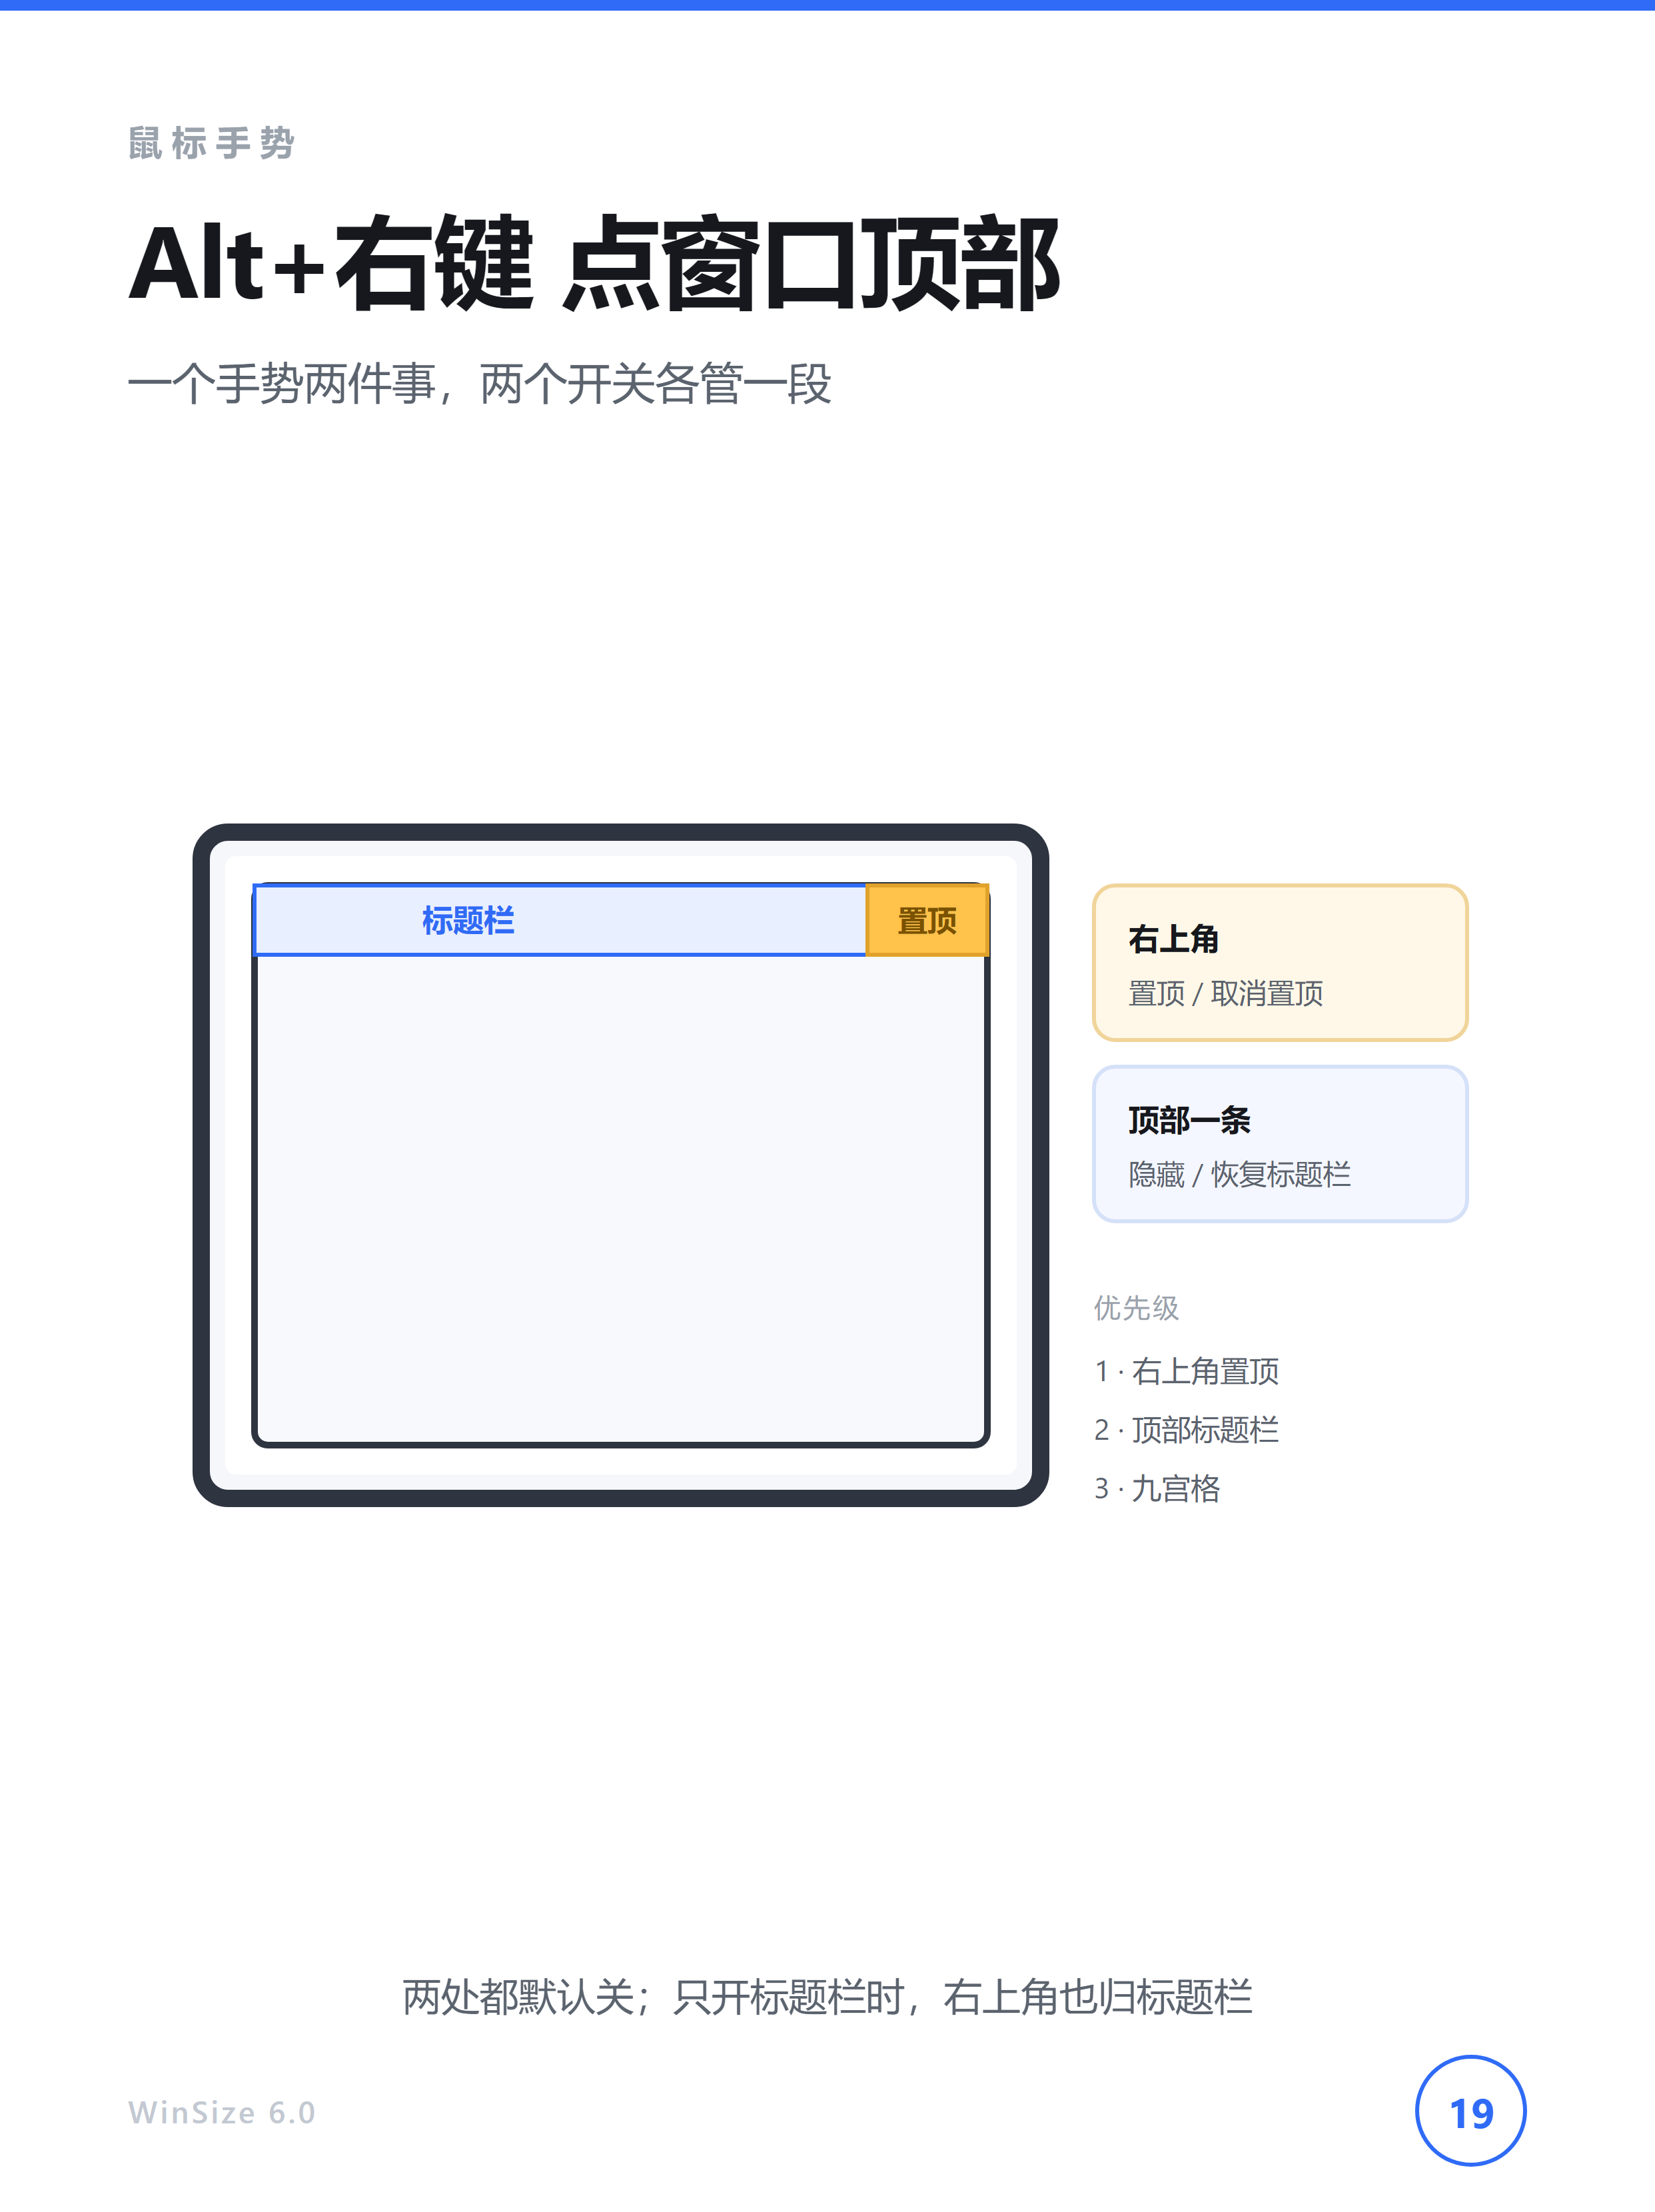 鼠标手势
Alt+右键 点窗口顶部
一个手势两件事，两个开关各管一段
标题栏
置顶
右上角
置顶 / 取消置顶
顶部一条
隐藏 / 恢复标题栏
优先级
1 · 右上角置顶
2 · 顶部标题栏
3 · 九宫格
两处都默认关；只开标题栏时，右上角也归标题栏
WinSize 6.0
19